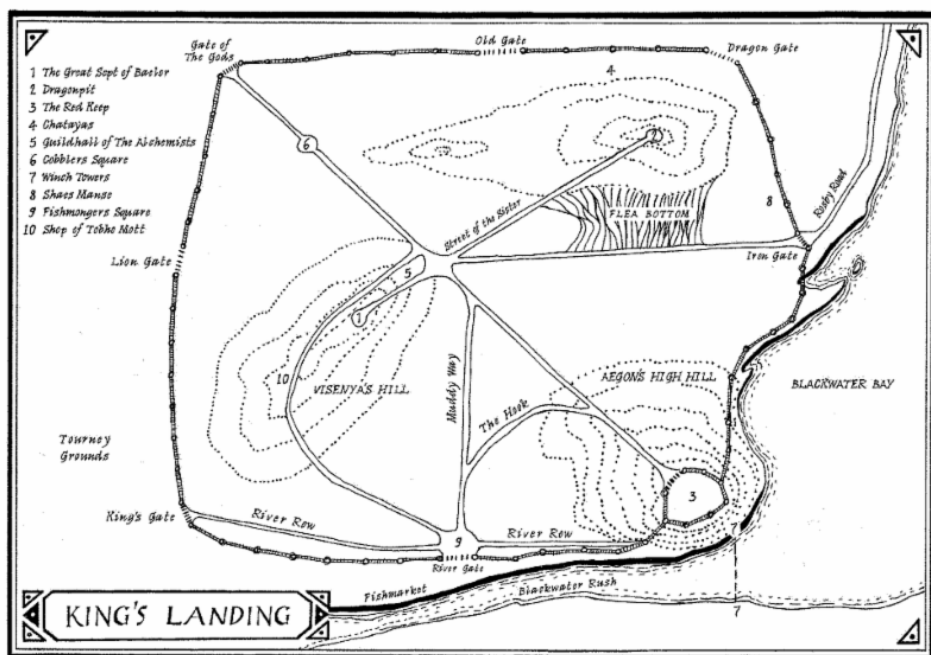 Gate of
The Gods
Old Gate
Dragon Gate
1 The Great Sept of Baelor
2 Dragonpit
3 The Red Keep
4 Chatayas
5 Guildhall of The Alchemists
6 Cobblers Square
7 Winch Towers
8 Shaes Manse
9 Fishmongers Square
10 Shop of Tobho Mott
4
6
2
Street of the Sister
FLEA BOTTOM
8
Rosby Road
Lion Gate
Iron Gate
5
1
10
VISENYA'S HILL
Muddy Way
The Hook
AEGON'S HIGH HILL
BLACKWATER BAY
Tourney
Grounds
3
King's Gate
River Row
9
River Row
River Gate
7
Fishmarket
Blackwater Rush
7
KING'S LANDING